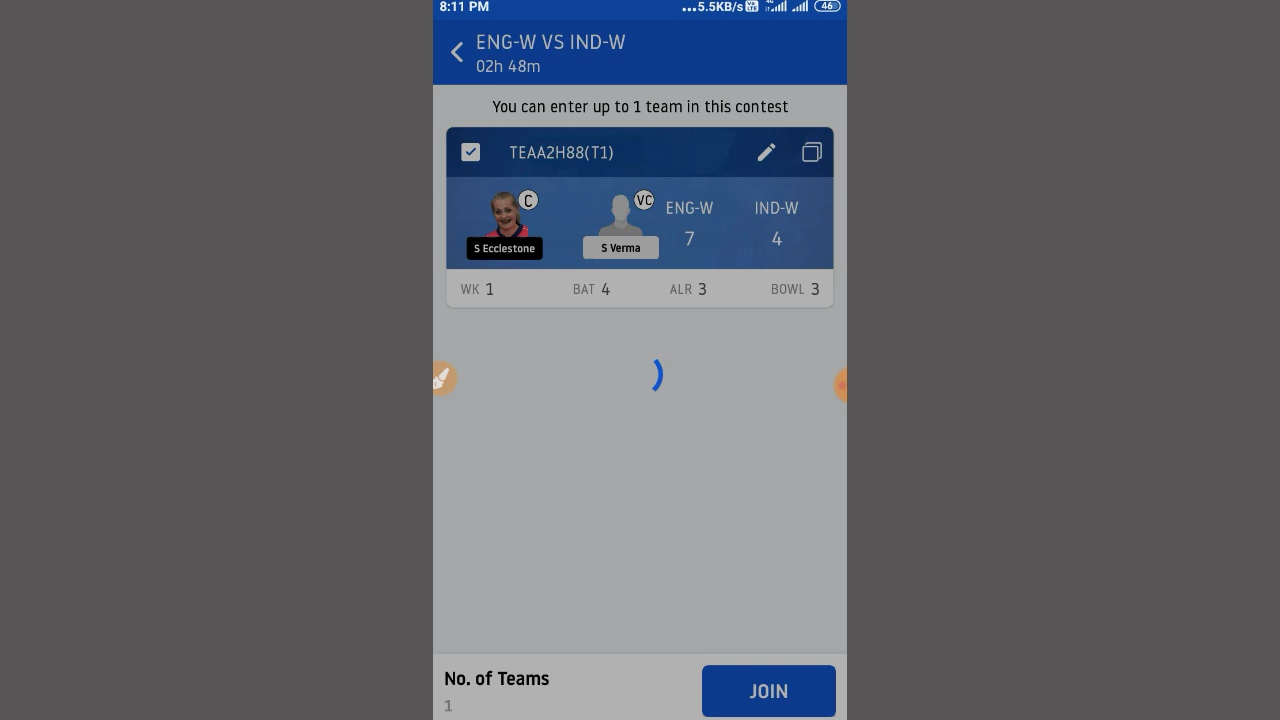 8:11 PM
...5.5KB/s
46
ENG-W VS IND-W
02h 48m
You can enter up to 1 team in this contest
TEAA2H88(T1)
C
VC
ENG-W
IND-W
S Ecclestone
S Verma
7
4
WK 1
BAT 4
ALR 3
BOWL 3
No. of Teams
1
JOIN